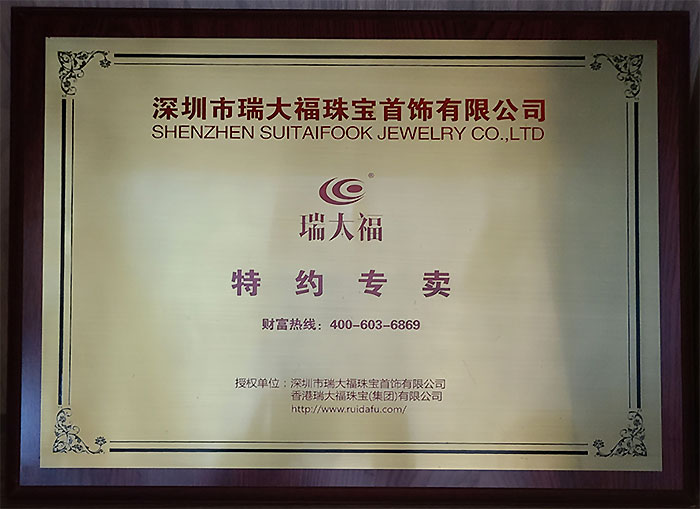 深圳市瑞大福珠宝首饰有限公司
SHENZHEN SUITAIFOOK JEWELRY CO.,LTD
®
瑞大福
特约专卖
财富热线：400-603-6869
授权单位：深圳市瑞大福珠宝首饰有限公司
香港瑞大福珠宝(集团)有限公司
http://www.ruidafu.com/